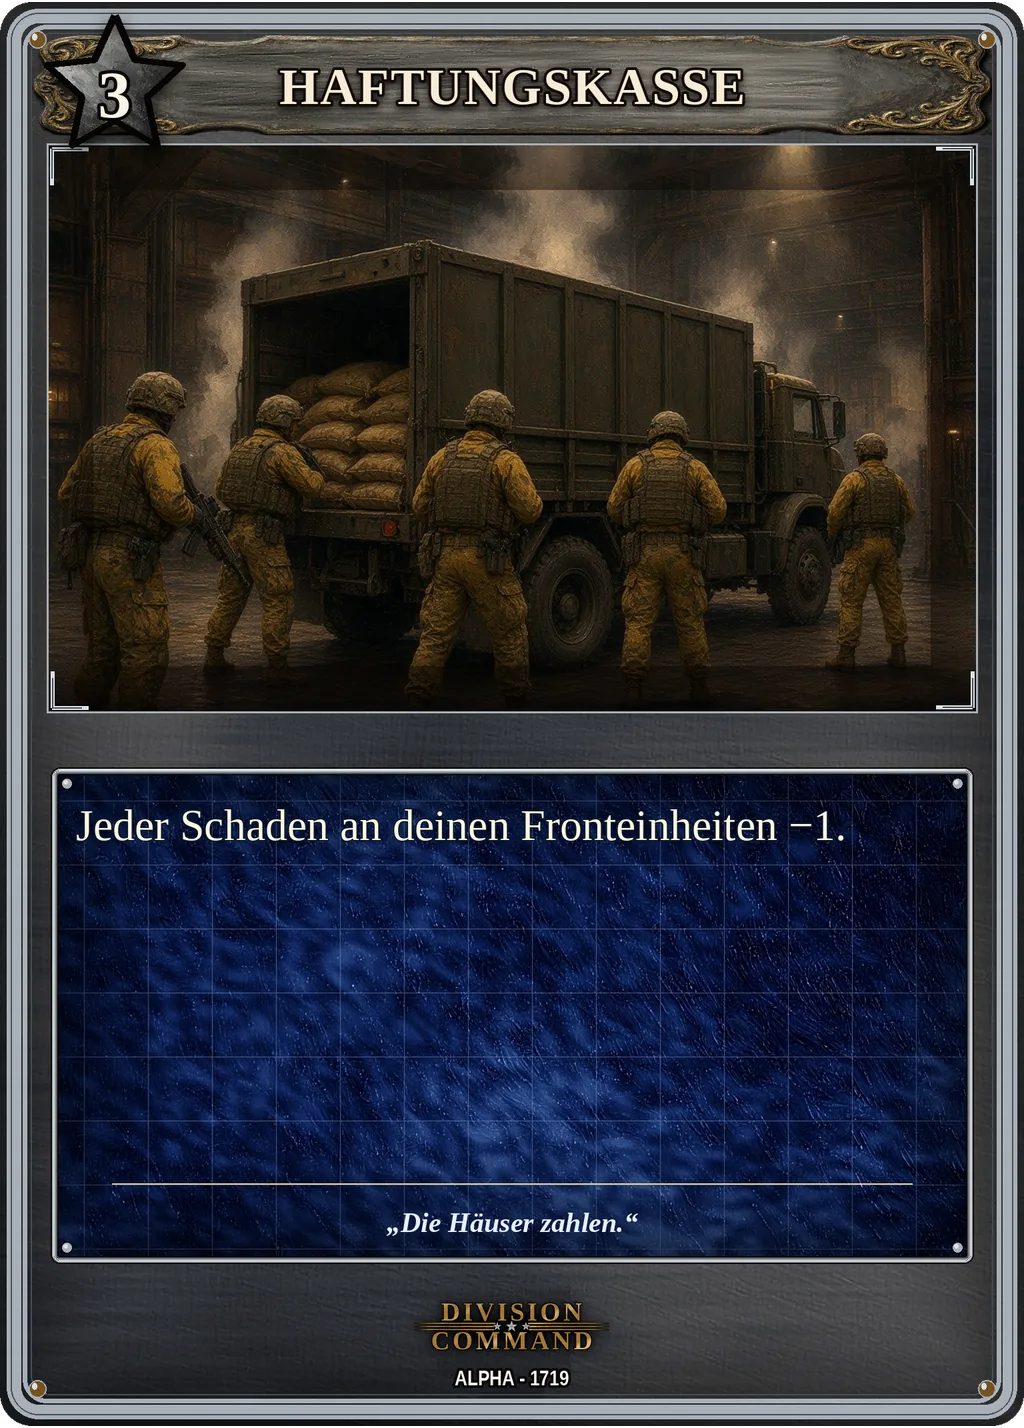 3
HAFTUNGSKASSE
Jeder Schaden an deinen Fronteinheiten −1.
„Die Häuser zahlen.“
DIVISION
COMMAND
ALPHA - 1719